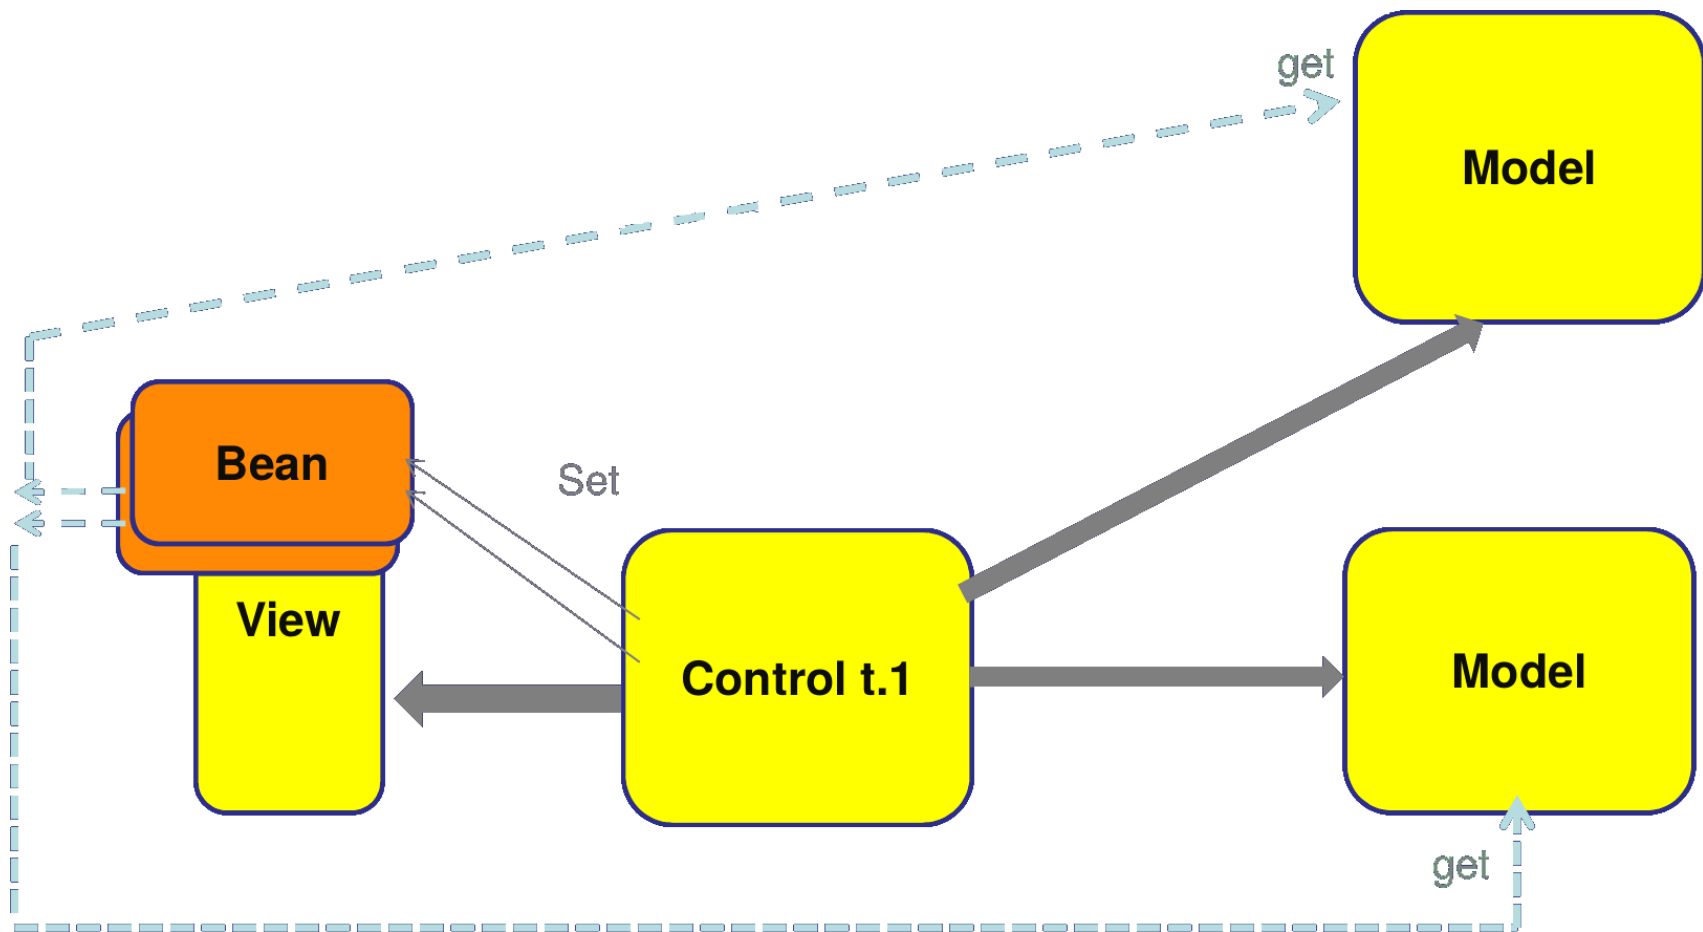 get
Model
Bean
Set
View
Control t.1
Model
get